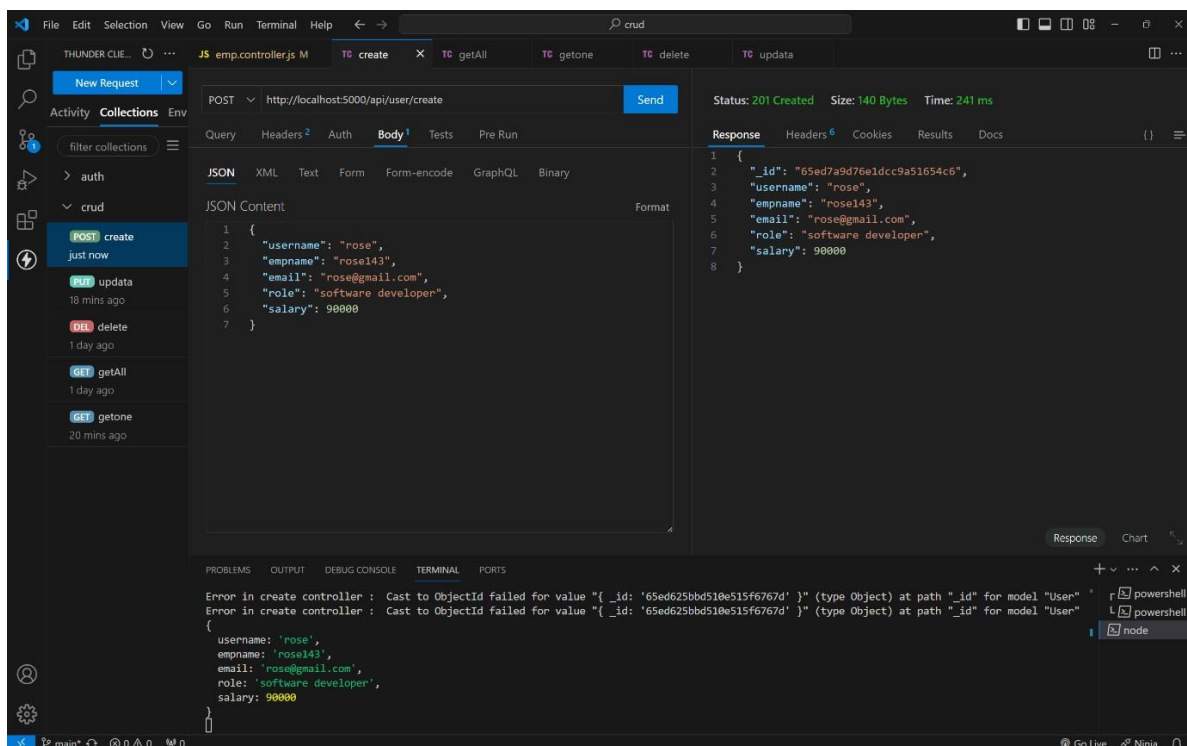 File Edit Selection View Go Run Terminal Help
crud
THUNDER CLIE...
JS emp.controller.js M
TC create
TC getAll
TC getone
TC delete
TC updata
New Request
Activity Collections Env
filter collections
auth
crud
POST create
just now
PUT updata
18 mins ago
DEL delete
1 day ago
GET getAll
1 day ago
GET getone
20 mins ago
POST http://localhost:5000/api/user/create
Send
Query Headers 2 Auth Body 1 Tests Pre Run
JSON XML Text Form Form-encode GraphQL Binary
JSON Content Format
1 {
2 "username": "rose",
3 "empname": "rose143",
4 "email": "rose@gmail.com",
5 "role": "software developer",
6 "salary": 90000
7 }
Status: 201 Created Size: 140 Bytes Time: 241 ms
Response Headers 6 Cookies Results Docs {}
1 {
2 "_id": "65ed7a9d76e1dcc9a51654c6",
3 "username": "rose",
4 "empname": "rose143",
5 "email": "rose@gmail.com",
6 "role": "software developer",
7 "salary": 90000
8 }
Response Chart
PROBLEMS OUTPUT DEBUG CONSOLE TERMINAL PORTS
Error in create controller : Cast to ObjectId failed for value "{ _id: '65ed625bbd510e515f6767d' }" (type Object) at path "_id" for model "User"
Error in create controller : Cast to ObjectId failed for value "{ _id: '65ed625bbd510e515f6767d' }" (type Object) at path "_id" for model "User"
{
username: 'rose',
empname: 'rose143',
email: 'rose@gmail.com',
role: 'software developer',
salary: 90000
}
powershell
powershell
node
main* 0 0 0 Go Live Ninja